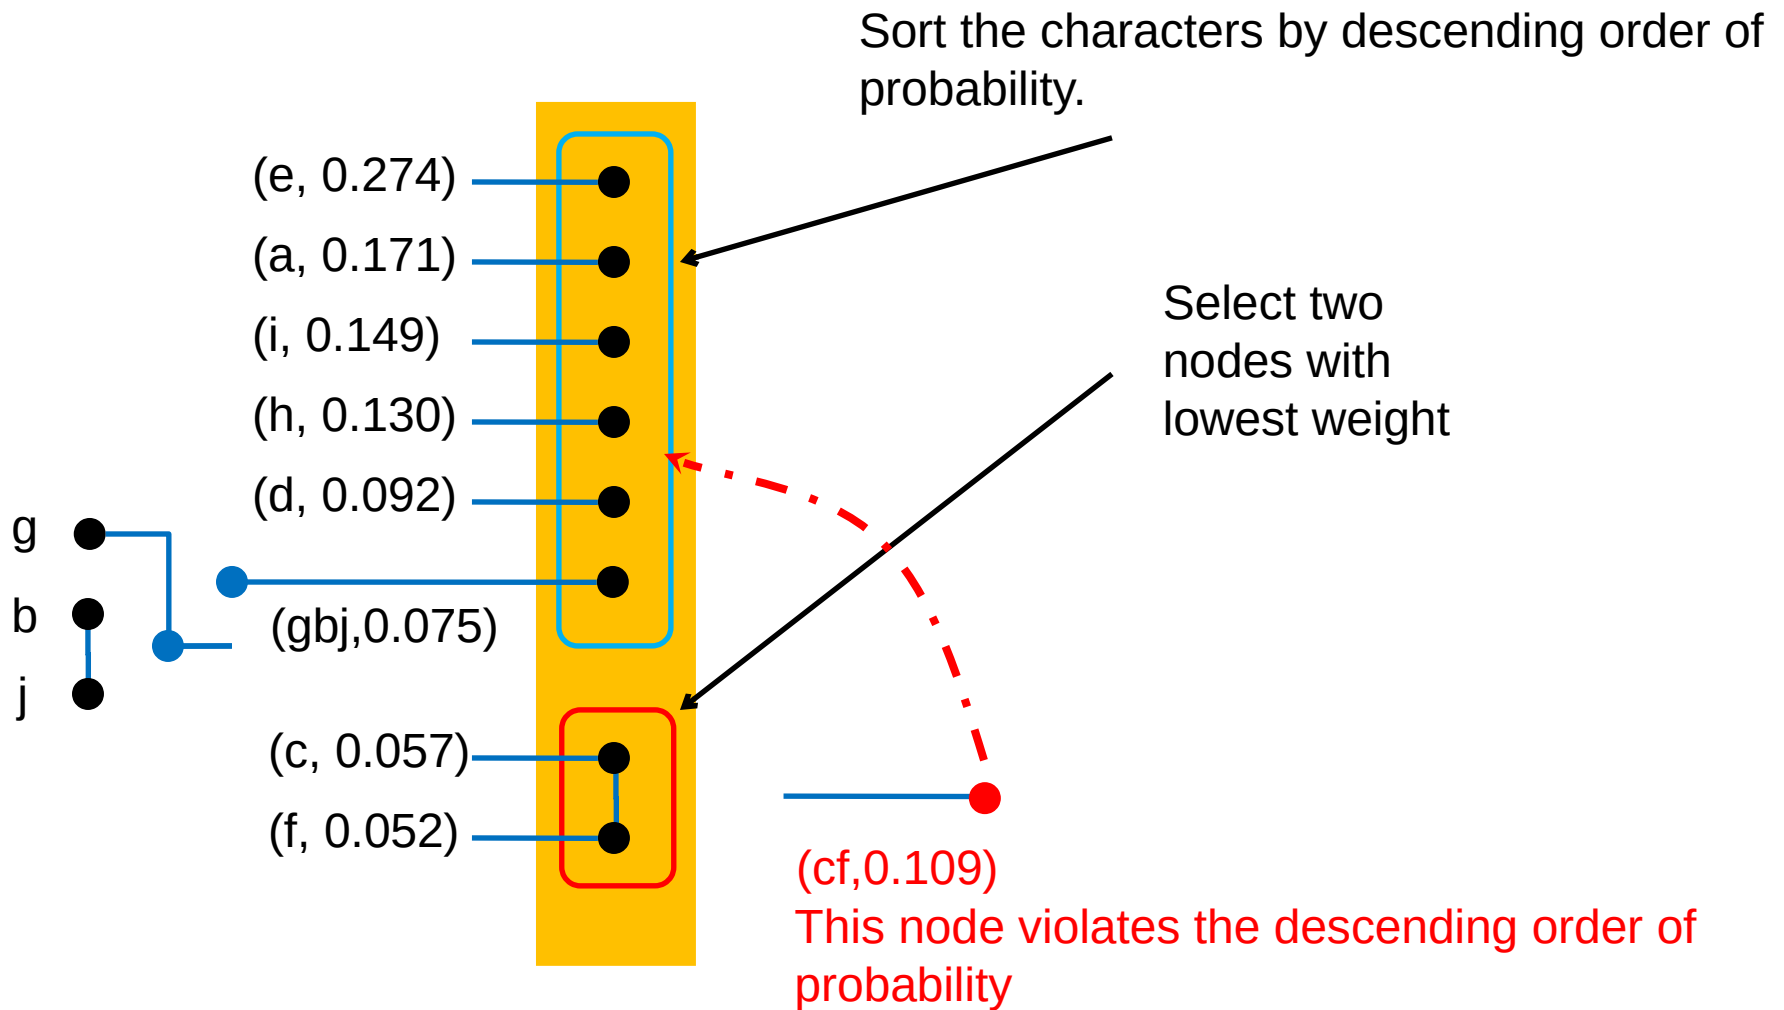 Sort the characters by descending order of
probability.
(e, 0.274)
(a, 0.171)
(i, 0.149)
(h, 0.130)
(d, 0.092)
Select two
nodes with
lowest weight
g
b
j
(gbj,0.075)
(c, 0.057)
(f, 0.052)
(cf,0.109)
This node violates the descending order of
probability